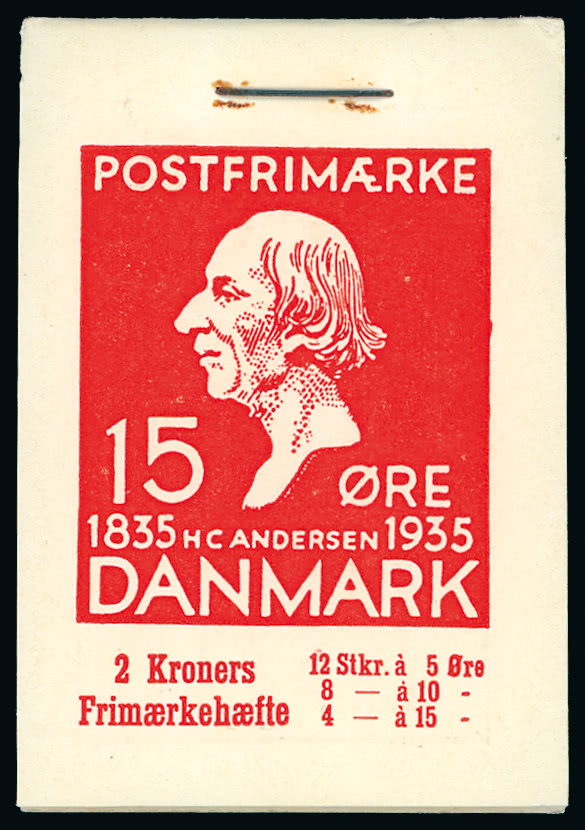 POSTFRIMÆRKE
15 ØRE
1835 HC ANDERSEN 1935
DANMARK
2 Kroners
Frimærkehæfte
12 Stkr. à 5 Øre
8 — à 10 -
4 — à 15 -